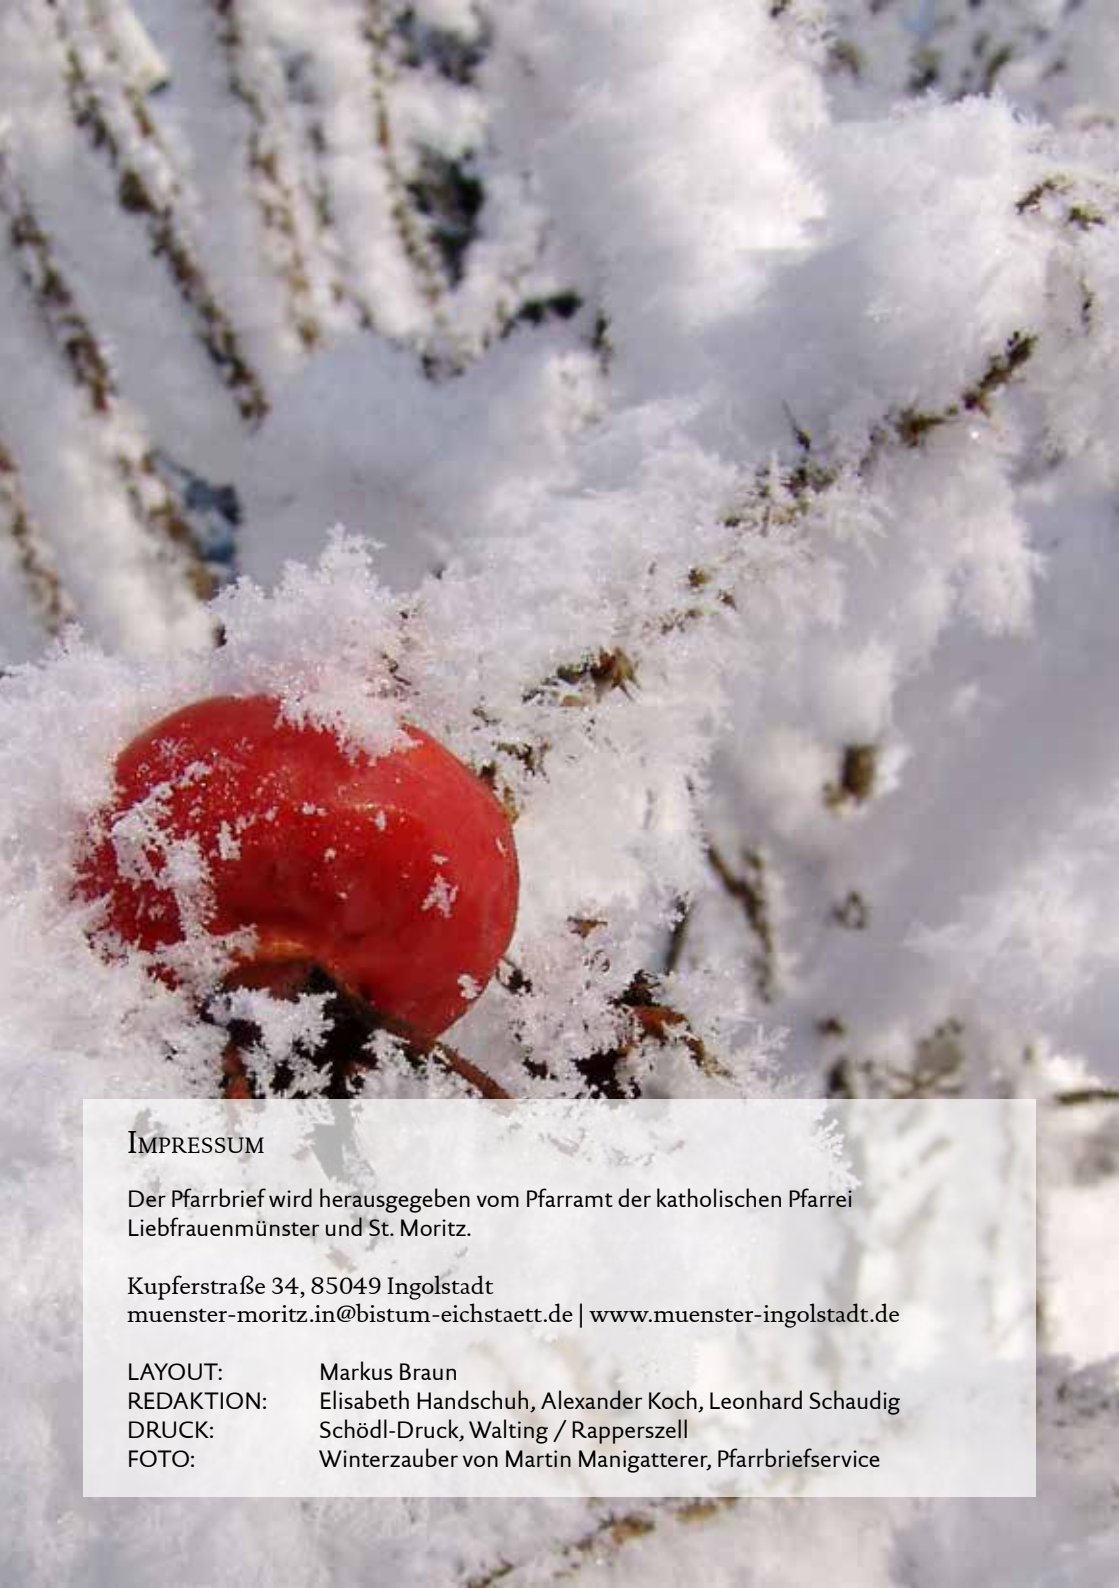 Impressum
Der Pfarrbrief wird herausgegeben vom Pfarramt der katholischen Pfarrei
Liebfrauenmünster und St. Moritz.
Kupferstraße 34, 85049 Ingolstadt
muenster-moritz.in@bistum-eichstaett.de | www.muenster-ingolstadt.de
LAYOUT: Markus Braun
REDAKTION: Elisabeth Handschuh, Alexander Koch, Leonhard Schaudig
DRUCK: Schödl-Druck, Walting / Rapperszell
FOTO: Winterzauber von Martin Manigatterer, Pfarrbriefservice